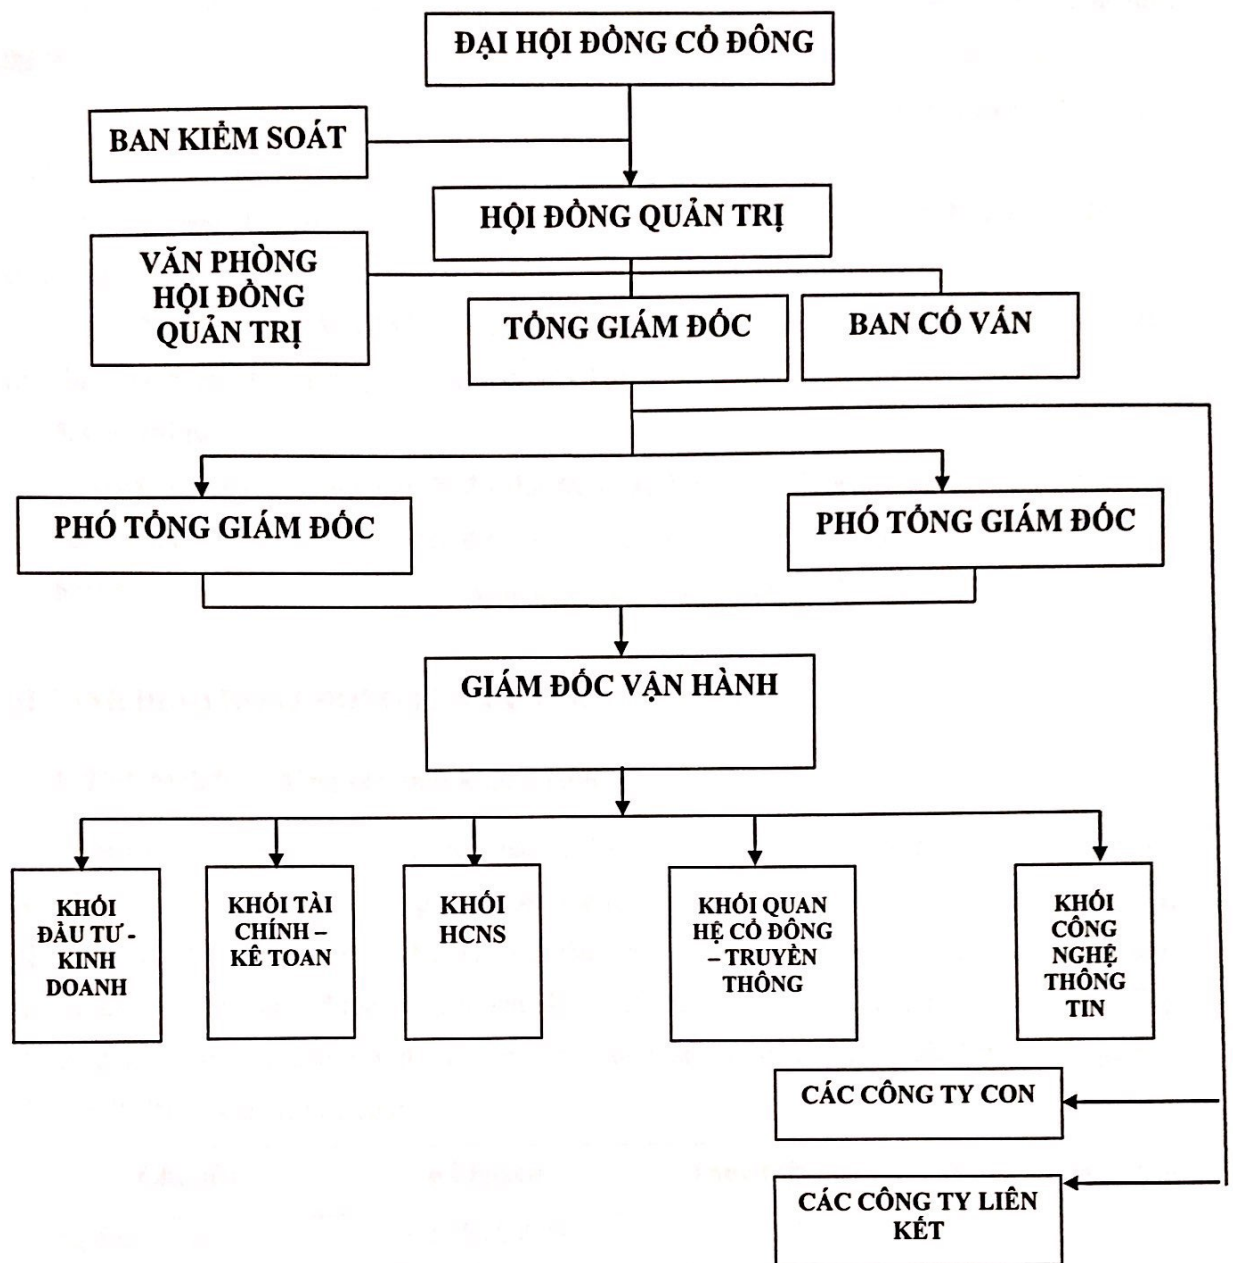 ĐẠI HỘI ĐỒNG CỔ ĐÔNG
BAN KIỂM SOÁT
HỘI ĐỒNG QUẢN TRỊ
VĂN PHÒNG
HỘI ĐỒNG
QUẢN TRỊ
TỔNG GIÁM ĐỐC
BAN CỐ VẤN
PHÓ TỔNG GIÁM ĐỐC
PHÓ TỔNG GIÁM ĐỐC
GIÁM ĐỐC VẬN HÀNH
KHỐI
ĐẦU TƯ -
KINH
DOANH
KHỐI TÀI
CHÍNH –
KẾ TOAN
KHỐI
HCNS
KHỐI QUAN
HỆ CỔ ĐÔNG
– TRUYỀN
THÔNG
KHỐI
CÔNG
NGHỆ
THÔNG
TIN
CÁC CÔNG TY CON
CÁC CÔNG TY LIÊN
KẾT